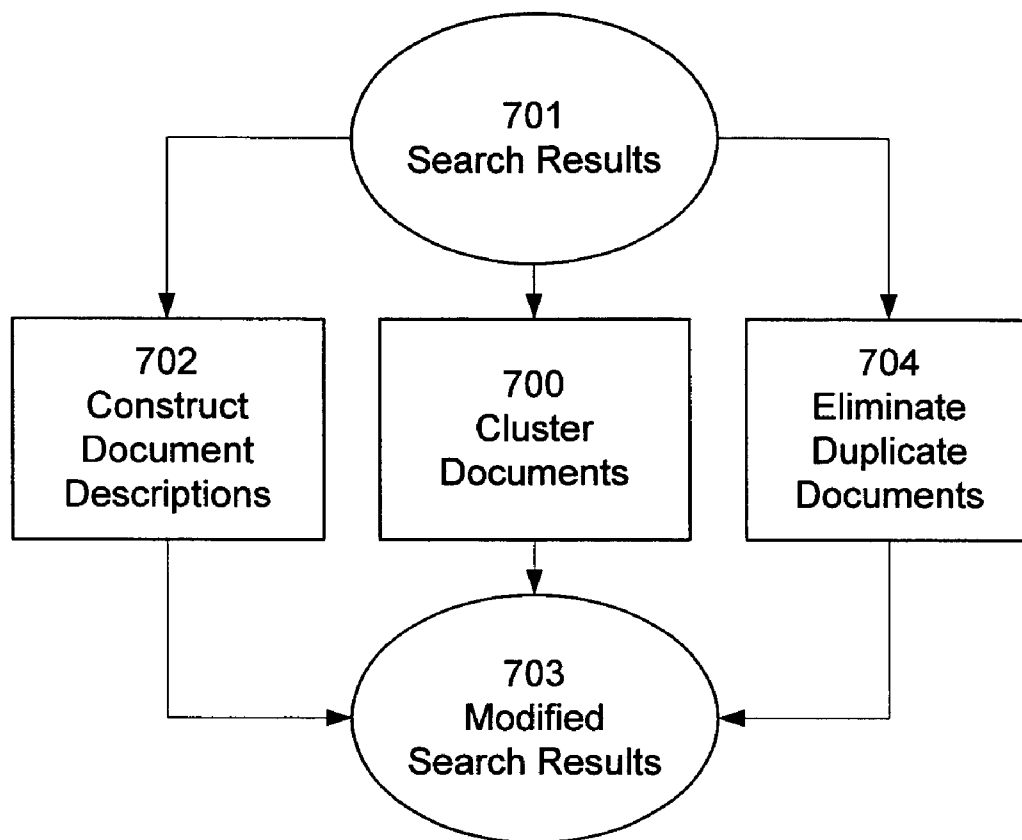 701
Search Results
702
Construct
Document
Descriptions
700
Cluster
Documents
704
Eliminate
Duplicate
Documents
703
Modified
Search Results